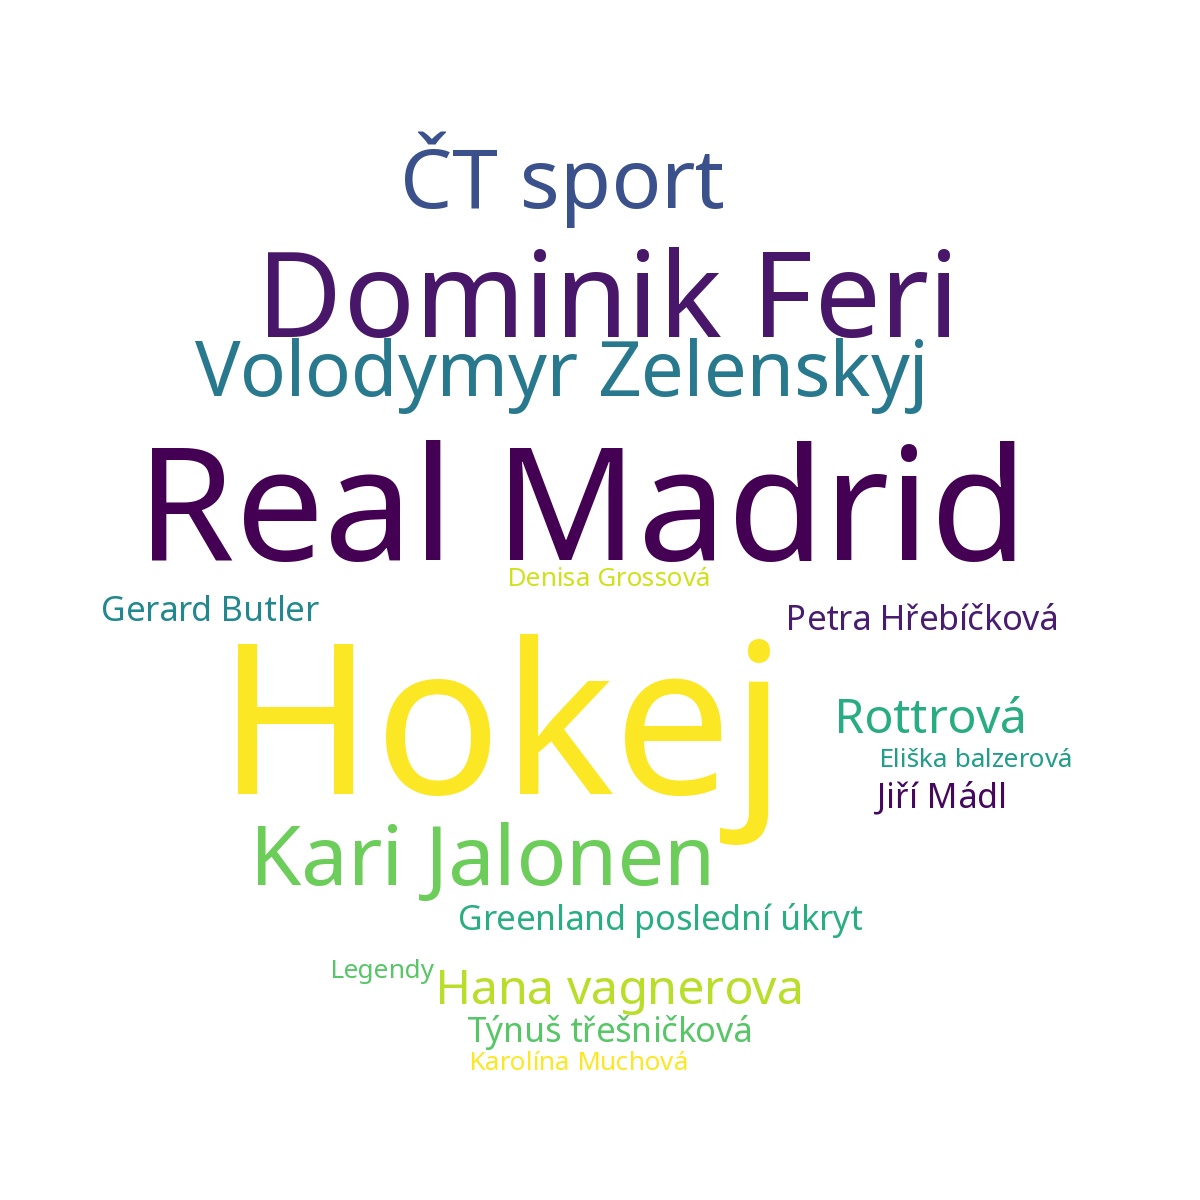 ČT sport
Dominik Feri
Volodymyr Zelenskyj
Real Madrid
Denisa Grossová
Gerard Butler
Petra Hřebíčková
Hokej
Rottrová
Eliška balzerová
Jiří Mádl
Kari Jalonen
Greenland poslední úkryt
Legendy
Hana vagnerova
Týnuš třešničková
Karolína Muchová